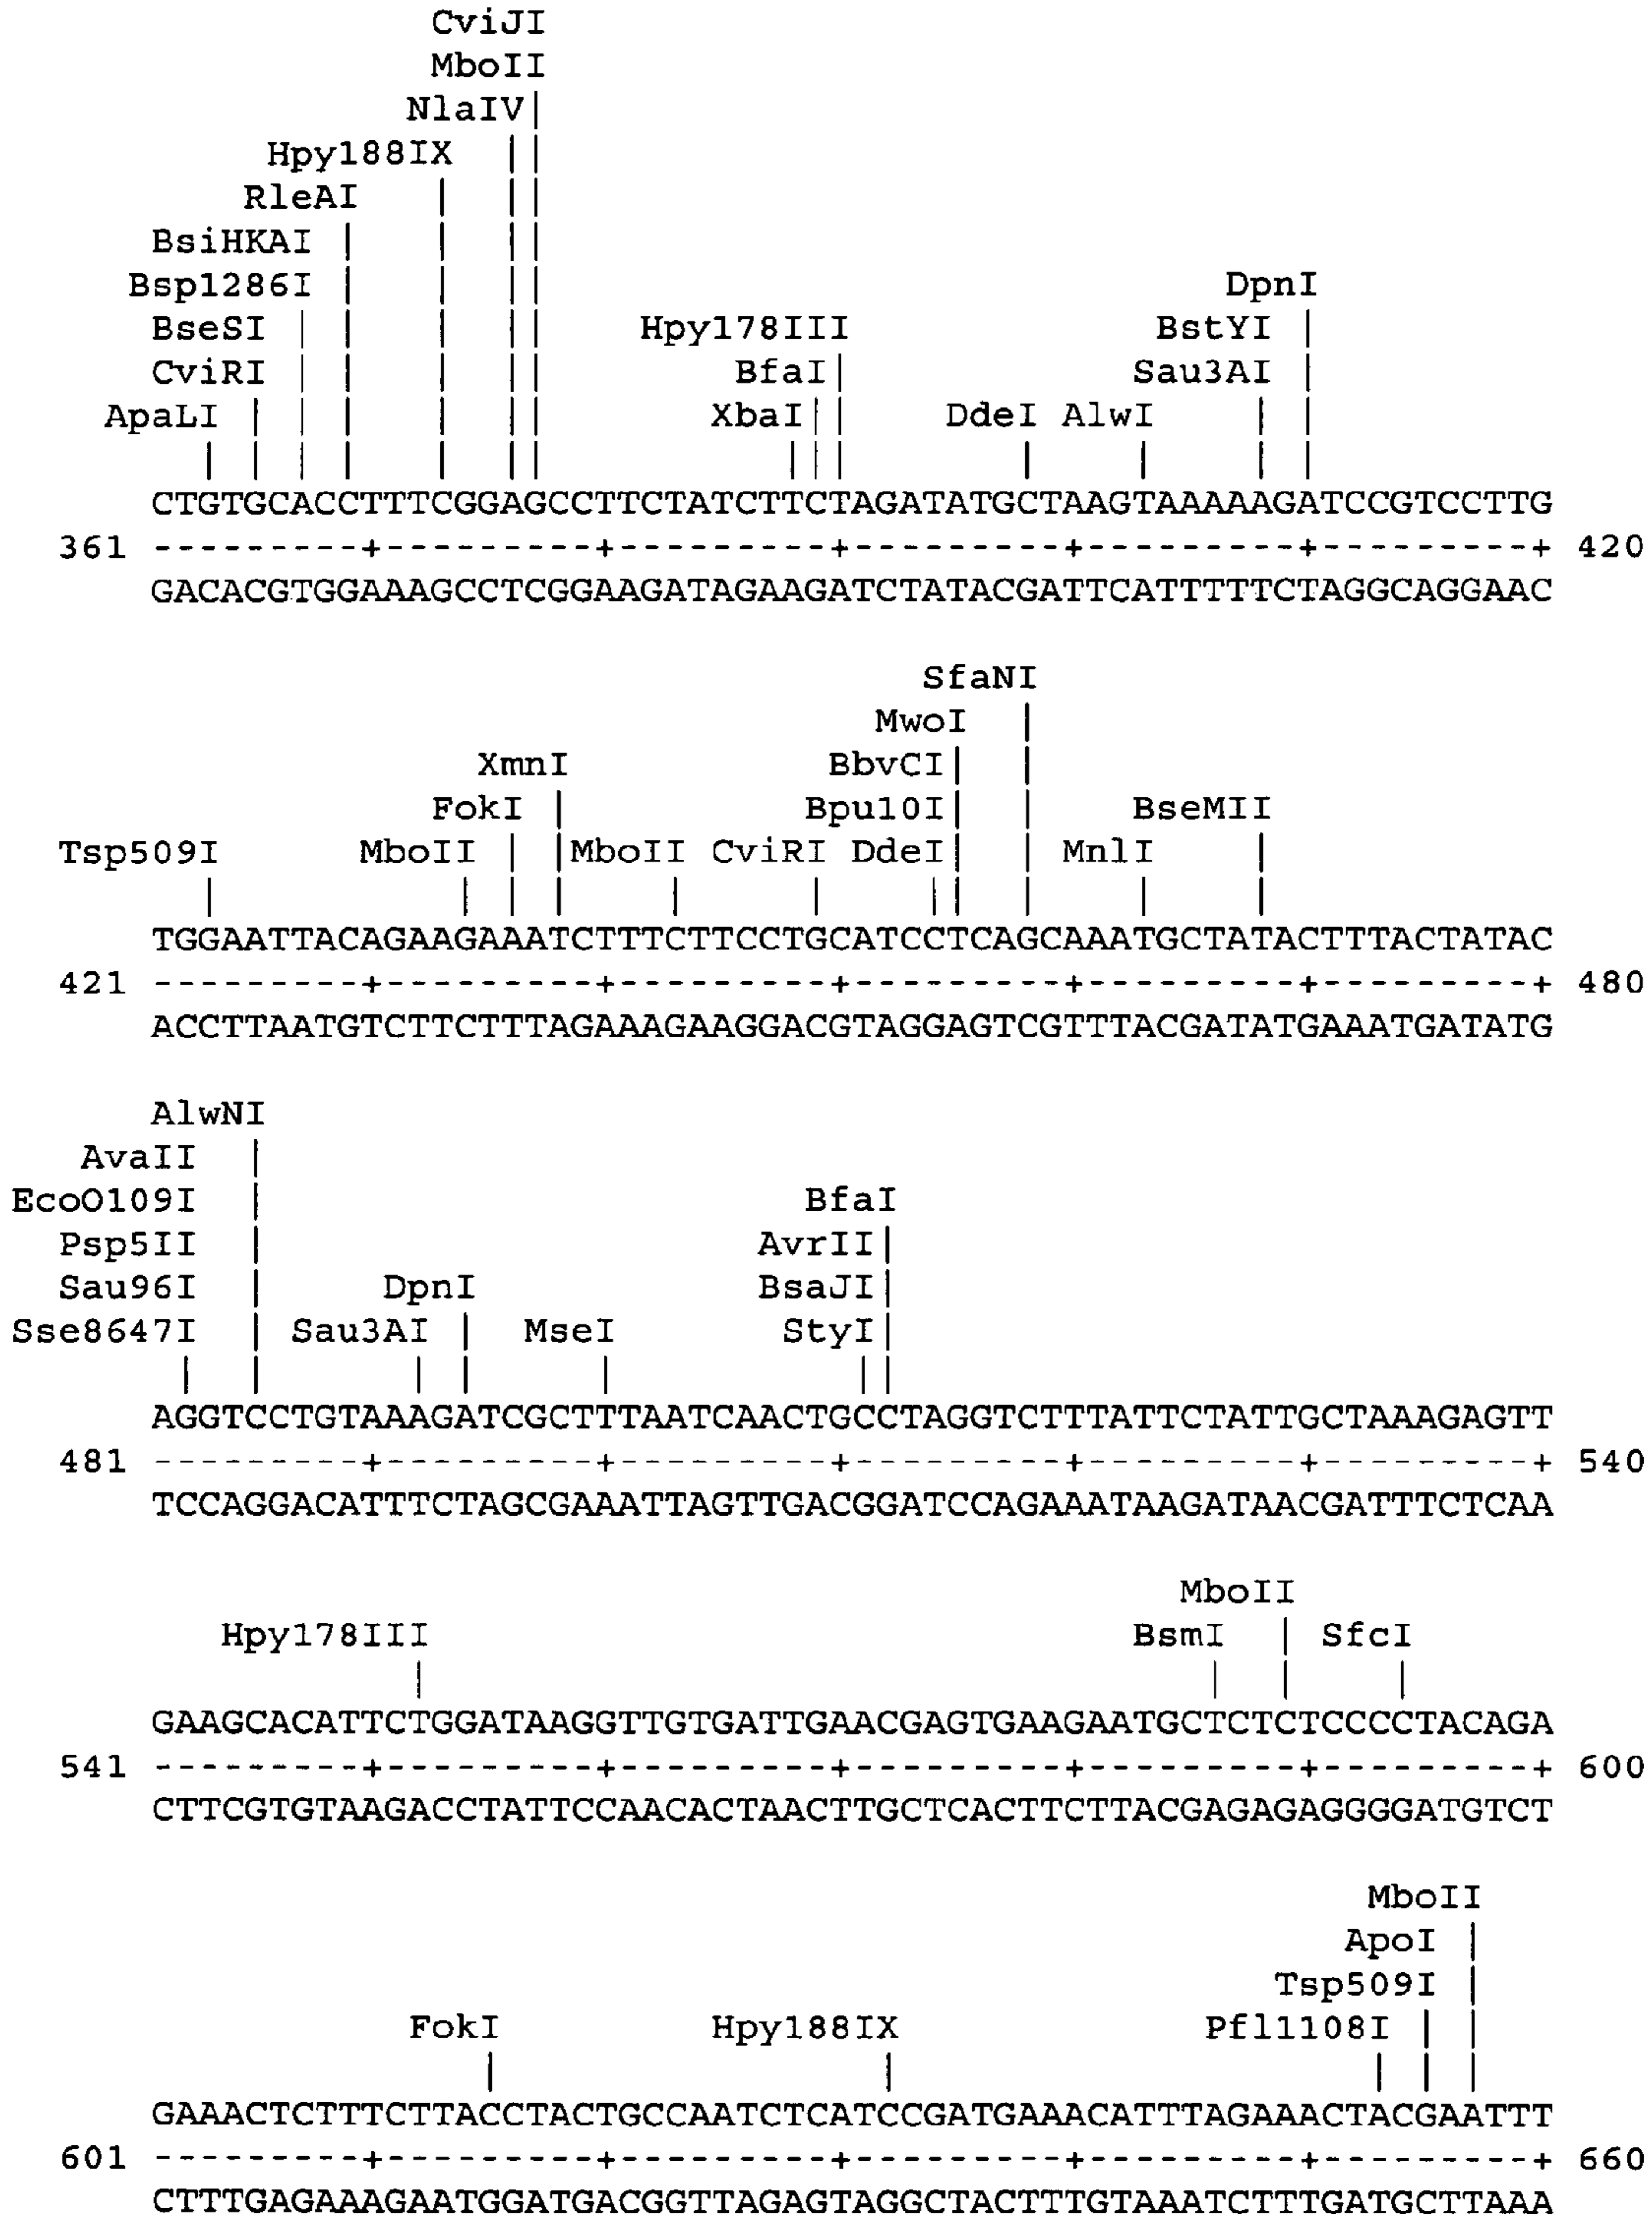 CviJI
MboII
NlaIV
Hpy188IX
RleAI
BsiHKAI
Bsp1286I DpnI
BseSI Hpy178III BstYI
CviRI BfaI Sau3AI
ApaLI XbaI DdeI AlwI
CTGTGCACCTTTCGGAGCCTTCTATCTTCTAGATATGCTAAGTAAAAAGATCCGTCCTTG
361 ---------+---------+---------+---------+---------+---------+ 420
GACACGTGGAAAGCCTCGGAAGATAGAAGATCTATACGATTCATTTTTCTAGGCAGGAAC
SfaNI
MwoI
XmnI BbvCI
FokI Bpu10I BseMII
Tsp509I MboII MboII CviRI DdeI MnlI
TGGAATTACAGAAGAAATCTTTCTTCCTGCATCCTCAGCAAATGCTATACTTTACTATAC
421 ---------+---------+---------+---------+---------+---------+ 480
ACCTTAATGTCTTCTTTAGAAAGAAGGACGTAGGAGTCGTTTACGATATGAAATGATATG
AlwNI
AvaII
EcoO109I BfaI
Psp5II AvrII
Sau96I DpnI BsaJI
Sse8647I Sau3AI MseI StyI
AGGTCCTGTAAAGATCGCTTTAATCAACTGCCTAGGTCTTTATTCTATTGCTAAAGAGTT
481 ---------+---------+---------+---------+---------+---------+ 540
TCCAGGACATTTCTAGCGAAATTAGTTGACGGATCCAGAAATAAGATAACGATTTCTCAA
MboII
Hpy178III BsmI SfcI
GAAGCACATTCTGGATAAGGTTGTGATTGAACGAGTGAAGAATGCTCTCTCCCCTACAGA
541 ---------+---------+---------+---------+---------+---------+ 600
CTTCGTGTAAGACCTATTCCAACACTAACTTGCTCACTTCTTACGAGAGAGGGGATGTCT
MboII
ApoI
Tsp509I
FokI Hpy188IX Pfl1108I
GAAACTCTTTCTTACCTACTGCCAATCTCATCCGATGAAACATTTAGAAACTACGAATTT
601 ---------+---------+---------+---------+---------+---------+ 660
CTTTGAGAAAGAATGGATGACGGTTAGAGTAGGCTACTTTGTAAATCTTTGATGCTTAAA